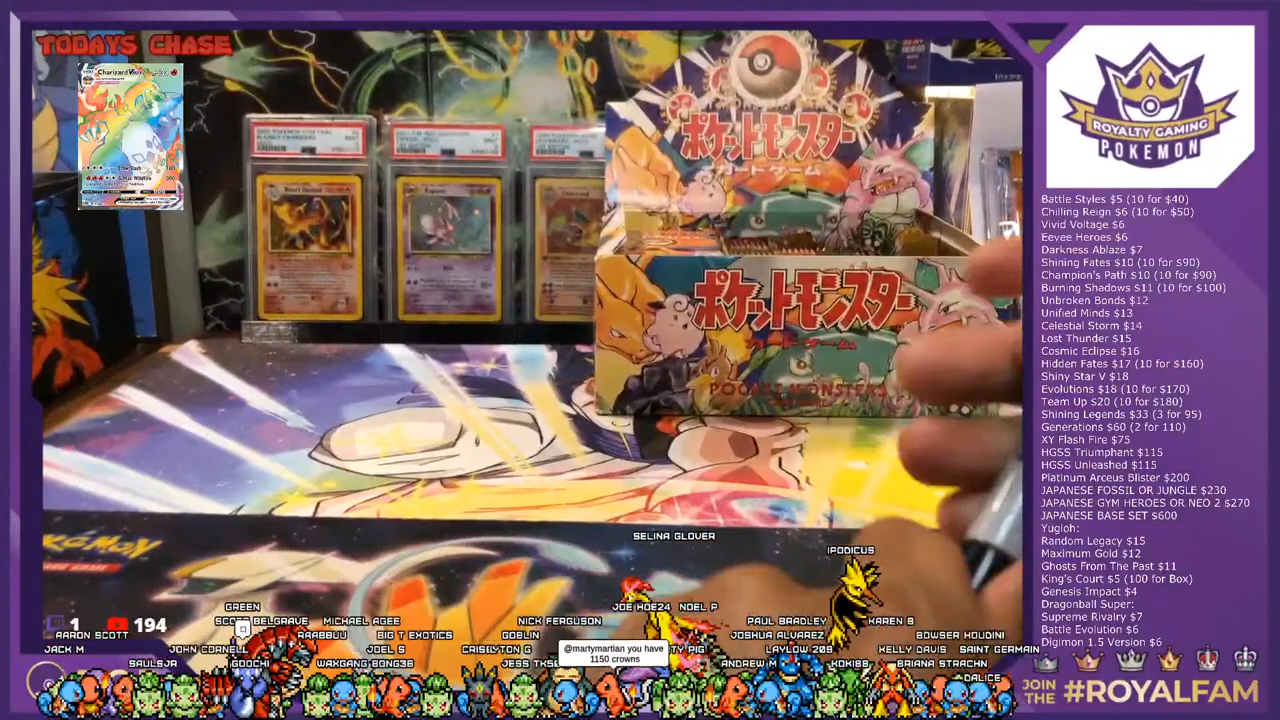 TODAYS CHASE
Charizard
ポケットモンスター
カードゲーム
ポケットモンスター
カードゲーム
POCKET MONSTERS
ROYALTY GAMING
POKEMON
Battle Styles $5 (10 for $40)
Chilling Reign $6 (10 for $50)
Vivid Voltage $6
Eevee Heroes $6
Darkness Ablaze $7
Shining Fates $10 (10 for $90)
Champion's Path $10 (10 for $90)
Burning Shadows $11 (10 for $100)
Unbroken Bonds $12
Unified Minds $13
Celestial Storm $14
Lost Thunder $15
Cosmic Eclipse $16
Hidden Fates $17 (10 for $160)
Shiny Star V $18
Evolutions $18 (10 for $170)
Team Up $20 (10 for $180)
Shining Legends $33 (3 for 95)
Generations $60 (2 for 110)
XY Flash Fire $75
HGSS Triumphant $115
HGSS Unleashed $115
Platinum Arceus Blister $200
JAPANESE FOSSIL OR JUNGLE $230
JAPANESE GYM HEROES OR NEO 2 $270
JAPANESE BASE SET $600
Yugioh:
Random Legacy $15
Maximum Gold $12
Ghosts From The Past $11
King's Court $5 (100 for Box)
Genesis Impact $4
Dragonball Super:
Supreme Rivalry $7
Battle Evolution $6
Digimon 1.5 Version $6
JOIN THE #ROYALFAM
SELINA GLOVER
IPODICUS
GREEN
JOE HOE24
NOEL P
1
194
MICHAEL AGEE
NICK FERGUSON
PAUL BRADLEY
KAREN B
AARON SCOTT
RAABBUU
BIG T EXOTICS
GOBLIN
JOSHUA ALVAREZ
BOWSER HOUDINI
JACK M
JOHN CORNELL
JOEL S
CRISLYTON G
@martymartian you have
1150 crowns
LAYLOW 209
KELLY DAVIS
SAINT GERMAIN
SAULSJR
GOOCHI
WAXGANG BONG36
ANDREW M
KOKI88
BRIANA STRACHN
DALICE